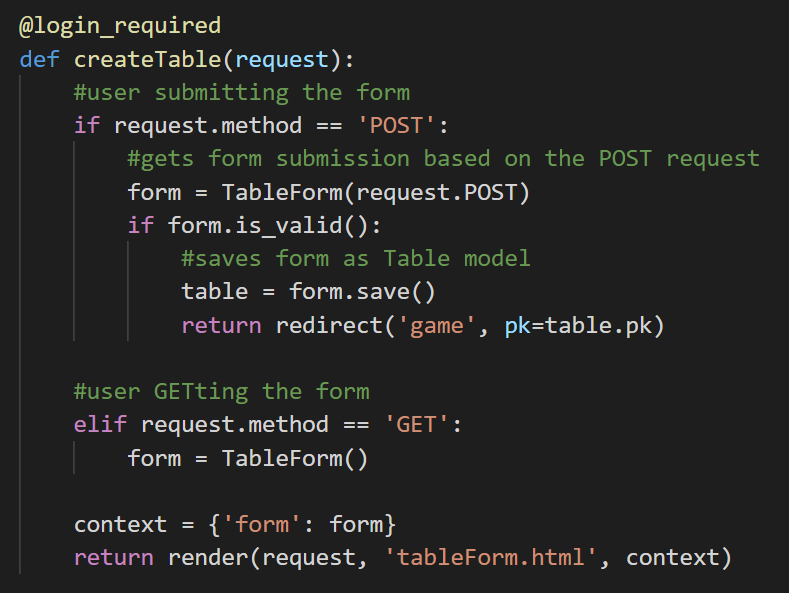 @login_required
def createTable(request):
    #user submitting the form
    if request.method == 'POST':
        #gets form submission based on the POST request
        form = TableForm(request.POST)
        if form.is_valid():
            #saves form as Table model
            table = form.save()
            return redirect('game', pk=table.pk)

    #user GETting the form
    elif request.method == 'GET':
        form = TableForm()

    context = {'form': form}
    return render(request, 'tableForm.html', context)